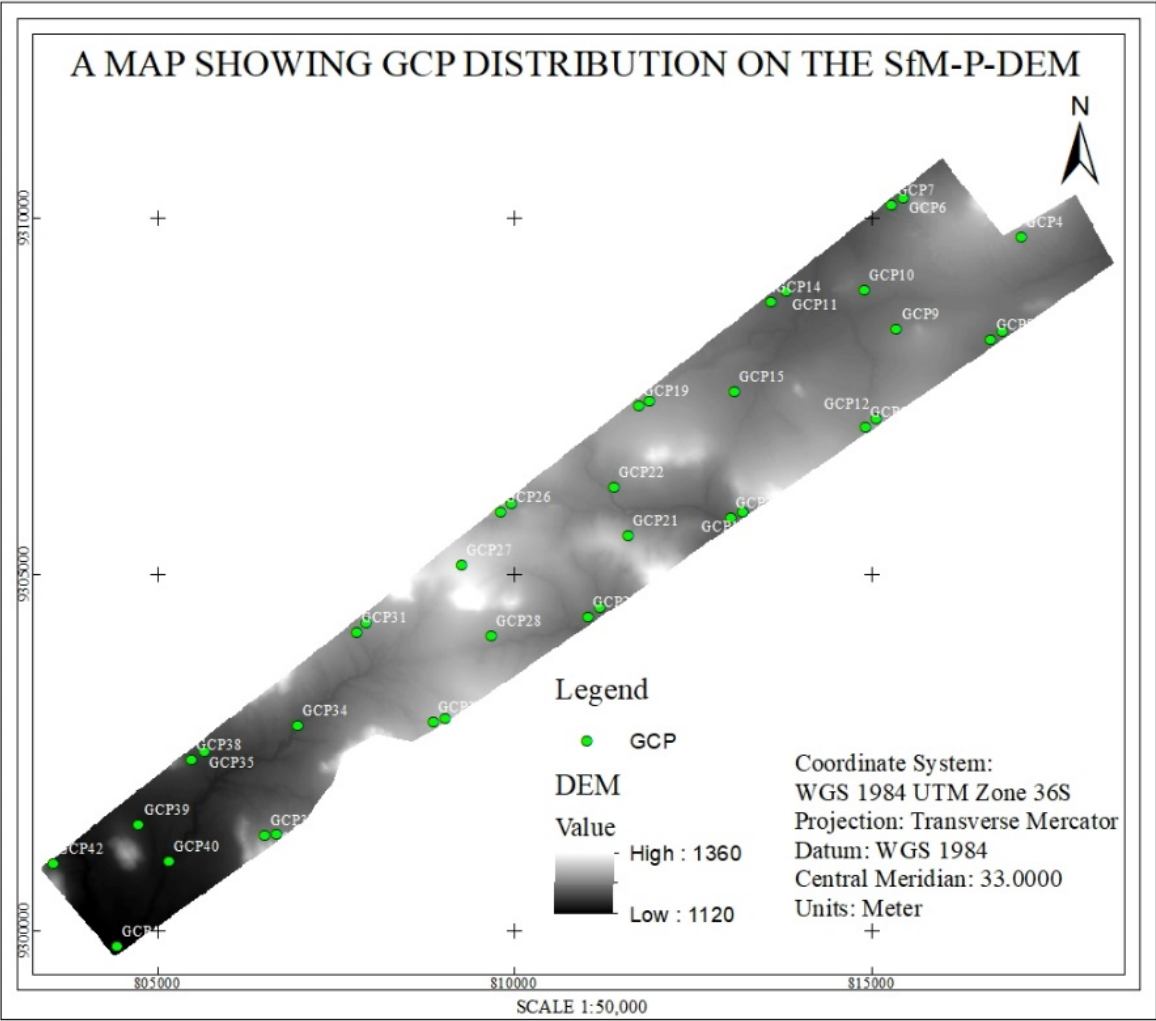 A MAP SHOWING GCP DISTRIBUTION ON THE SfM-P-DEM
N
GCP7
GCP6
GCP4
9310000
GCP10
GCP14
GCP11
GCP9
GCP15
GCP19
GCP12
GCP22
GCP26
GCP21
GCP27
9305000
GCP31
GCP28
GCP34
GCP38
GCP35
GCP39
GCP40
GCP42
9300000
Legend
GCP
DEM
Value
High : 1360
Low : 1120
Coordinate System:
WGS 1984 UTM Zone 36S
Projection: Transverse Mercator
Datum: WGS 1984
Central Meridian: 33.0000
Units: Meter
805000
810000
815000
SCALE 1:50,000